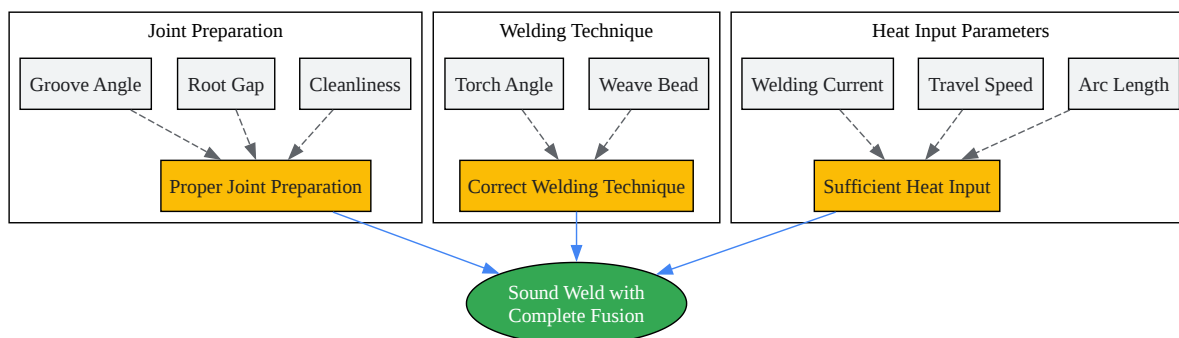 Joint Preparation
Groove Angle
Root Gap
Cleanliness
Proper Joint Preparation
Welding Technique
Torch Angle
Weave Bead
Correct Welding Technique
Heat Input Parameters
Welding Current
Travel Speed
Arc Length
Sufficient Heat Input
Sound Weld with
Complete Fusion